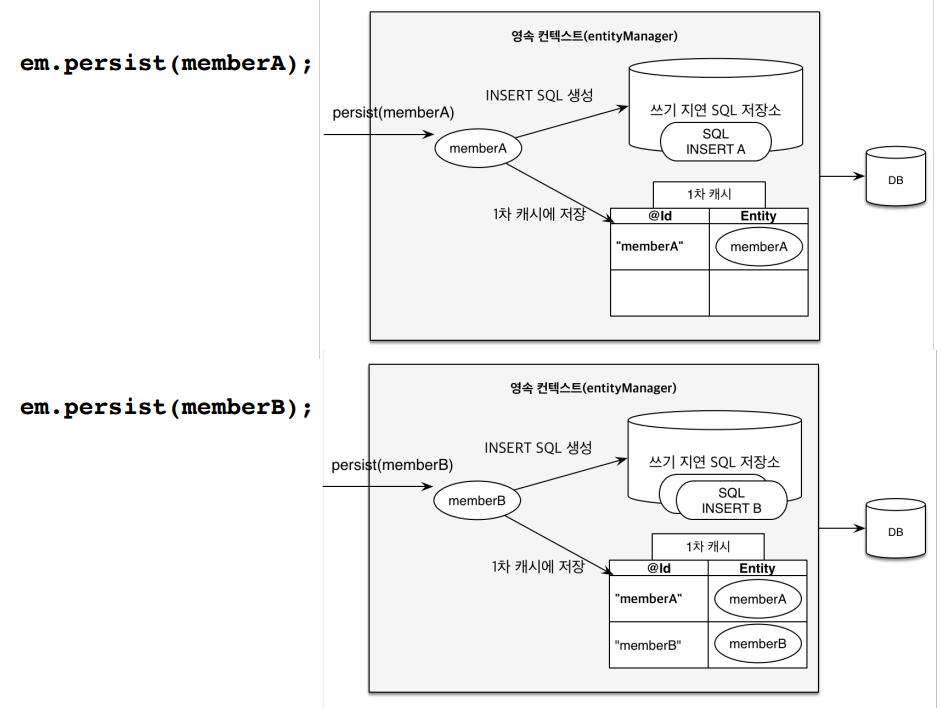 em.persist(memberA);
영속 컨텍스트(entityManager)
INSERT SQL 생성
persist(memberA)
memberA
쓰기 지연 SQL 저장소
SQL
INSERT A
DB
1차 캐시
1차 캐시에 저장
@Id Entity
"memberA" memberA
em.persist(memberB);
영속 컨텍스트(entityManager)
INSERT SQL 생성
persist(memberB)
memberB
쓰기 지연 SQL 저장소
SQL
INSERT B
DB
1차 캐시
1차 캐시에 저장
@Id Entity
"memberA" memberA
"memberB" memberB